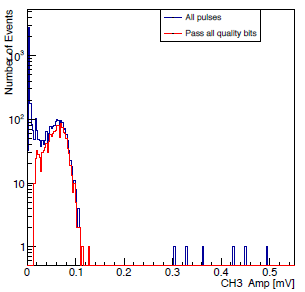 Number of Events
All pulses
Pass all quality bits
10³
10²
10
1
0 0.1 0.2 0.3 0.4 0.5
CH3 Amp [mV]